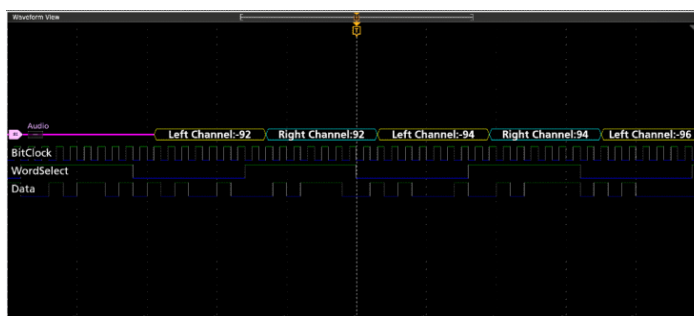 Waveform View
T
Audio
Left Channel:-92 Right Channel:92 Left Channel:-94 Right Channel:94 Left Channel:-96
BitClock
WordSelect
Data